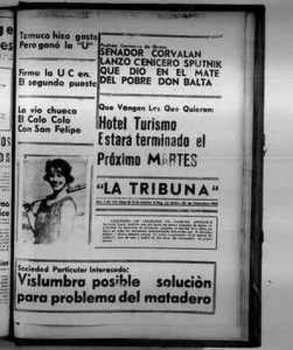 Temuco hizo gasto
Pero ganó la "U"
Firme la U C en.
El segundo puesto
La vio chueca
El Colo Colo
Con San Felipe
SENADOR CORVALAN
LANZO CENICERO SPUTNIK
QUE DIO EN EL MATE
DEL POBRE DON BALTA
Que Vengan Los Que Quieran:
Hotel Turismo
Estará terminado el
Próximo MARTES
"LA TRIBUNA"
Sociedad Particular Interesada:
Vislumbra posible solución
para problema del matadero